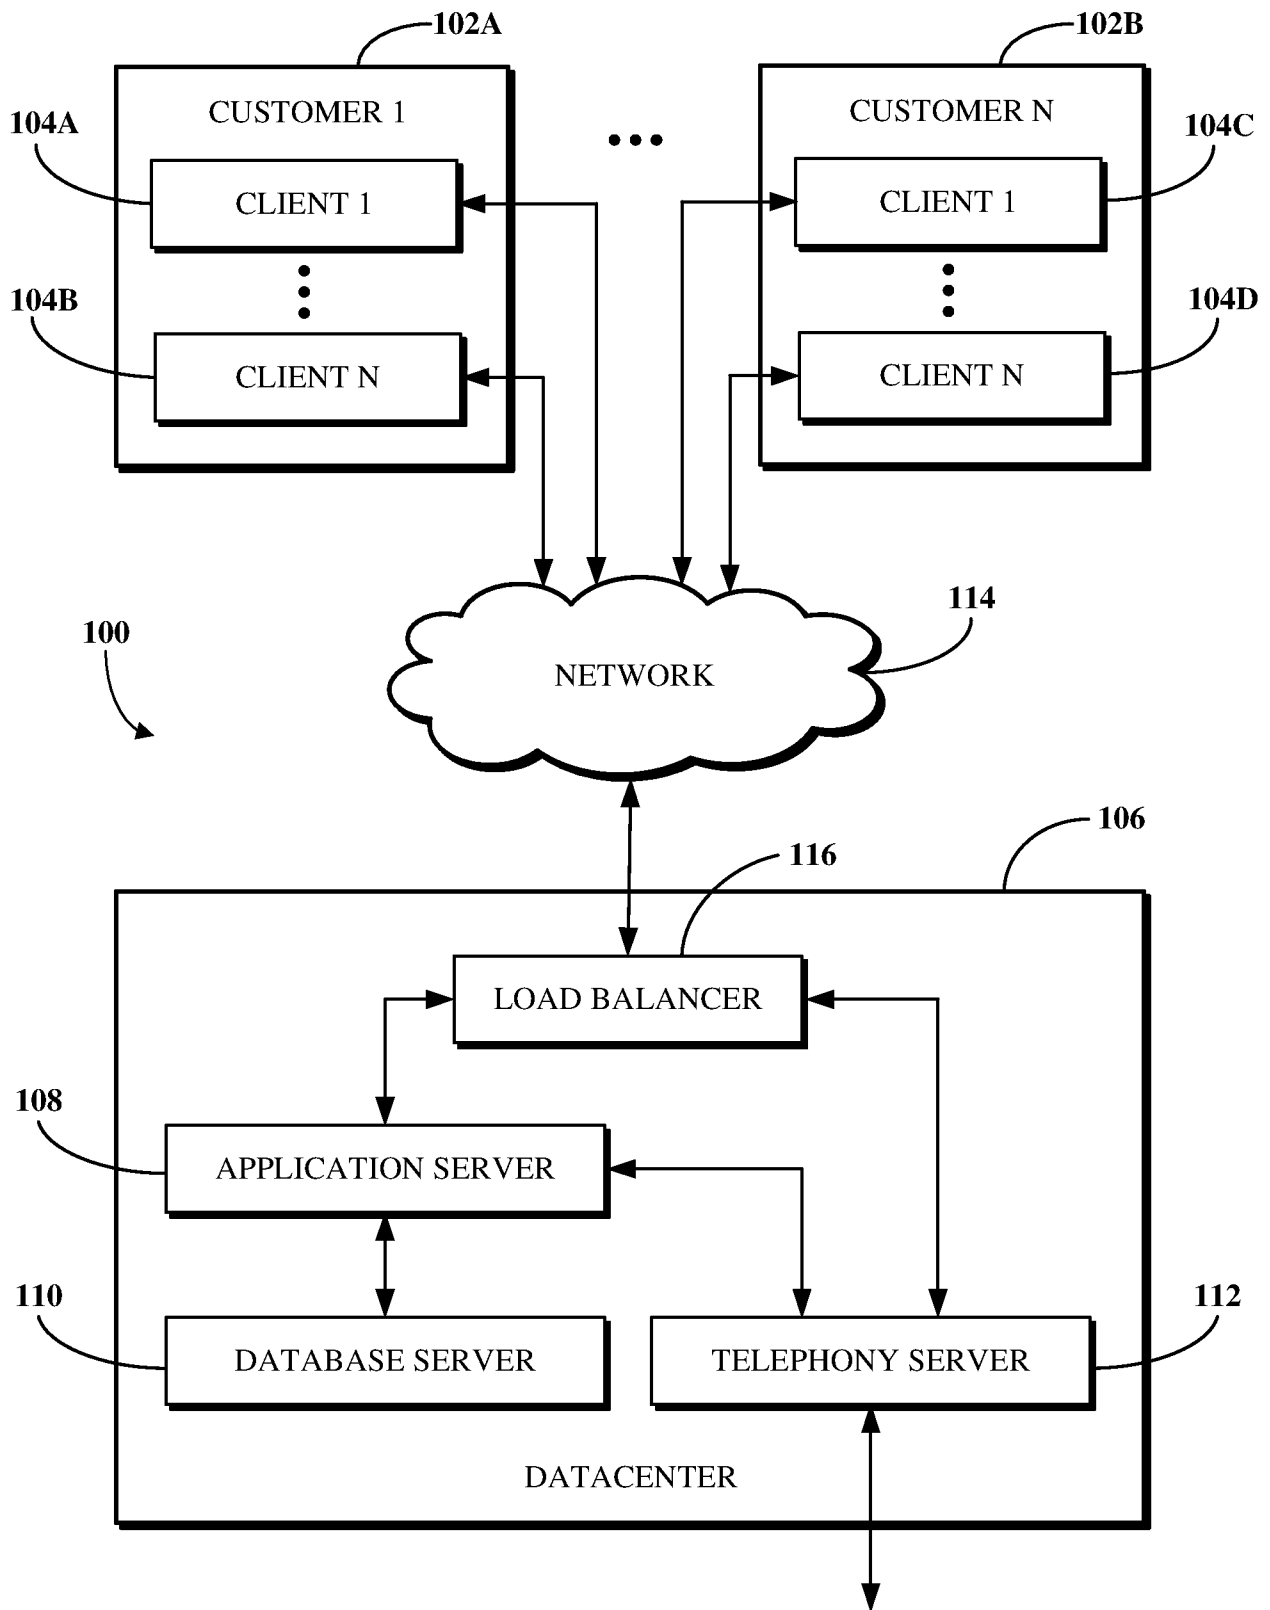 102A
102B
CUSTOMER 1
CUSTOMER N
104A
104C
CLIENT 1
CLIENT 1
104B
104D
CLIENT N
CLIENT N
114
100
NETWORK
106
116
LOAD BALANCER
108
APPLICATION SERVER
110
112
DATABASE SERVER
TELEPHONY SERVER
DATACENTER